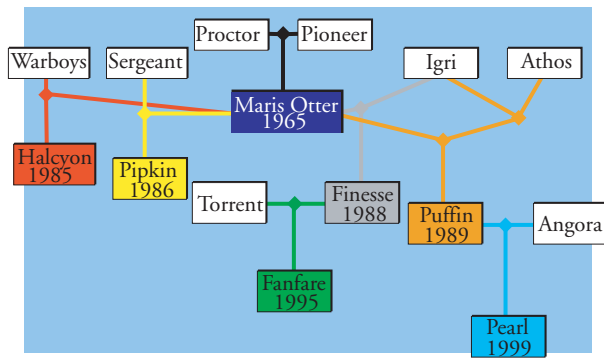 Proctor
Pioneer
Warboys
Sergeant
Igri
Athos
Maris Otter
1965
Halcyon
1985
Pipkin
1986
Torrent
Finesse
1988
Puffin
1989
Angora
Fanfare
1995
Pearl
1999